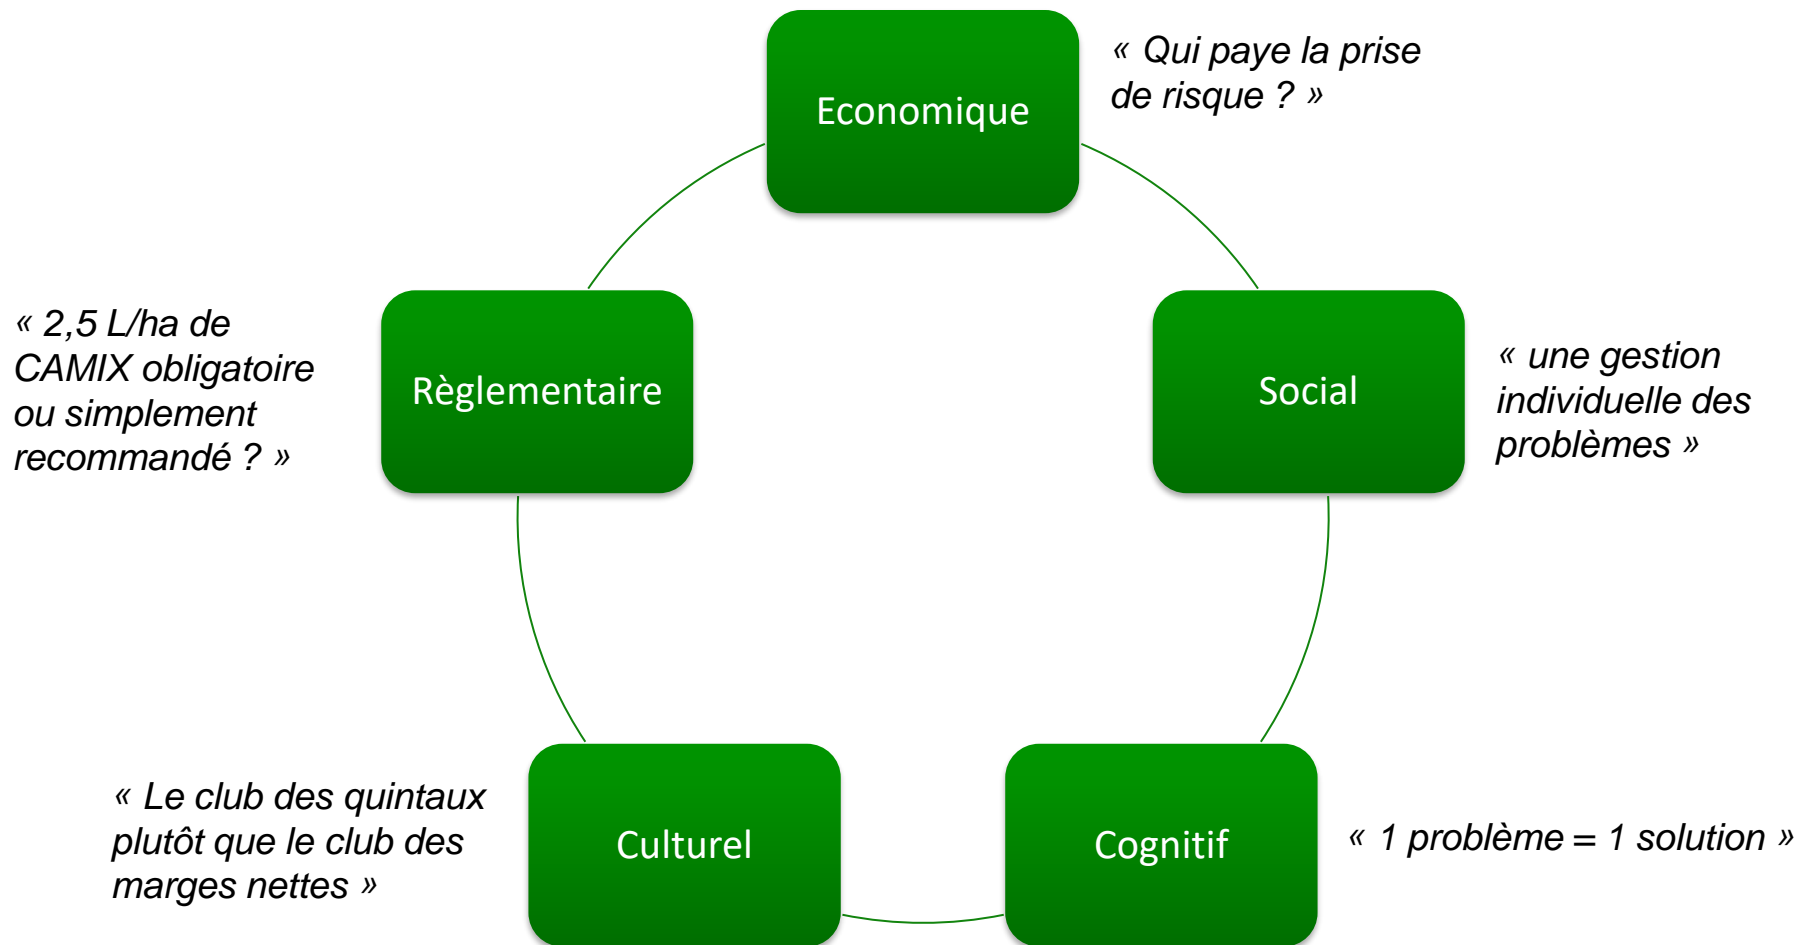 Economique
« Qui paye la prise
de risque ? »
Social
« une gestion
individuelle des
problèmes »
Cognitif
« 1 problème = 1 solution »
Culturel
« Le club des quintaux
plutôt que le club des
marges nettes »
Règlementaire
« 2,5 L/ha de
CAMIX obligatoire
ou simplement
recommandé ? »